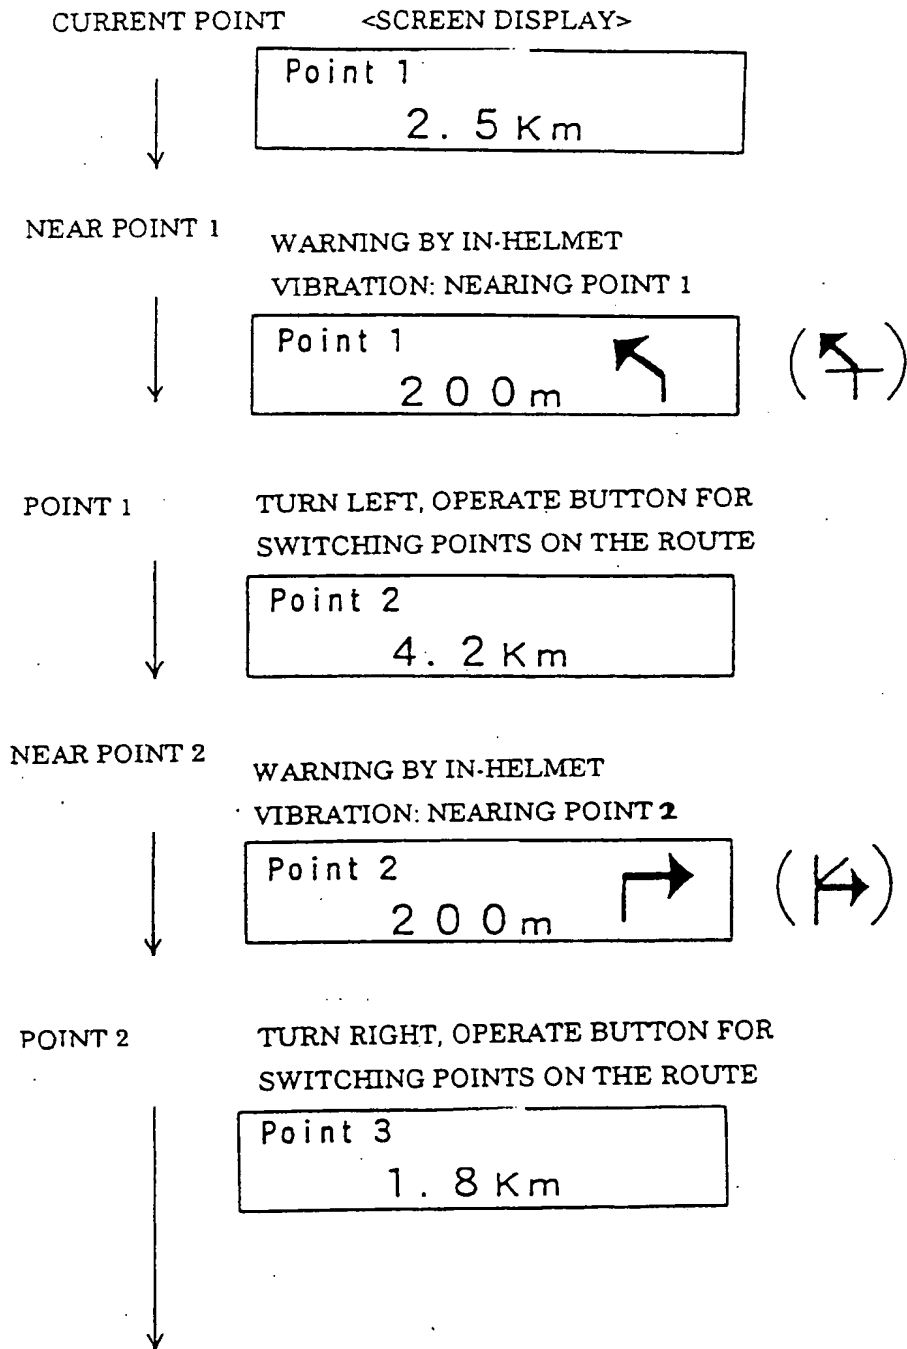 CURRENT POINT <SCREEN DISPLAY>
Point 1
2.5 Km
NEAR POINT 1
WARNING BY IN-HELMET
VIBRATION: NEARING POINT 1
Point 1
200m
POINT 1
TURN LEFT, OPERATE BUTTON FOR
SWITCHING POINTS ON THE ROUTE
Point 2
4.2 Km
NEAR POINT 2
WARNING BY IN-HELMET
VIBRATION: NEARING POINT 2
Point 2
200m
POINT 2
TURN RIGHT, OPERATE BUTTON FOR
SWITCHING POINTS ON THE ROUTE
Point 3
1.8 Km